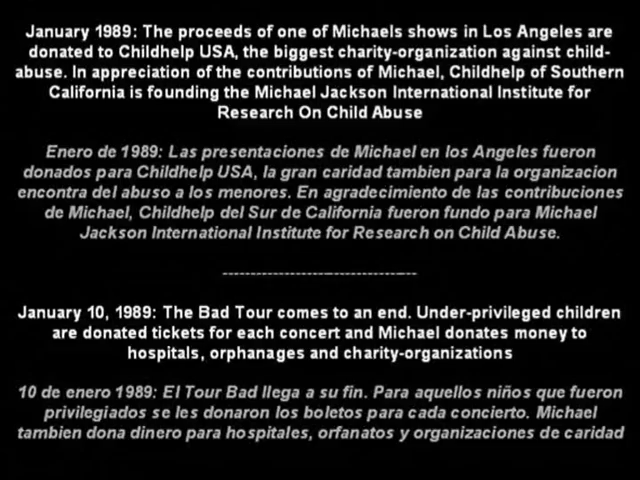 January 1989: The proceeds of one of Michaels shows in Los Angeles are
donated to Childhelp USA, the biggest charity-organization against child-
abuse. In appreciation of the contributions of Michael, Childhelp of Southern
California is founding the Michael Jackson International Institute for
Research On Child Abuse
Enero de 1989: Las presentaciones de Michael en los Angeles fueron
donados para Childhelp USA, la gran caridad tambien para la organizacion
encontra del abuso a los menores. En agradecimiento de las contribuciones
de Michael, Childhelp del Sur de California fueron fundo para Michael
Jackson International Institute for Research on Child Abuse.
-----------------------------------
January 10, 1989: The Bad Tour comes to an end. Under-privileged children
are donated tickets for each concert and Michael donates money to
hospitals, orphanages and charity-organizations
10 de enero 1989: El Tour Bad llega a su fin. Para aquellos niños que fueron
privilegiados se les donaron los boletos para cada concierto. Michael
tambien dona dinero para hospitales, orfanatos y organizaciones de caridad